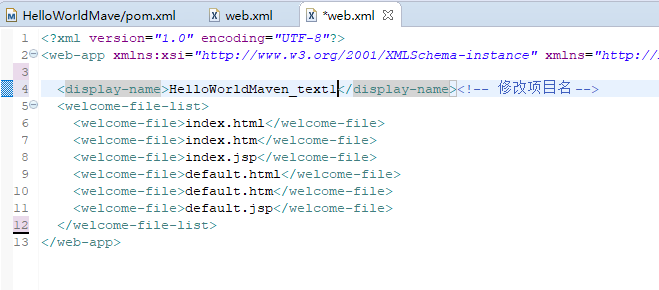 HelloWorldMave/pom.xml web.xml *web.xml
1 <?xml version="1.0" encoding="UTF-8"?>
2 <web-app xmlns:xsi="http://www.w3.org/2001/XMLSchema-instance" xmlns="http://
3
4 <display-name>HelloWorldMaven_text1</display-name><!-- 修改项目名-->
5 <welcome-file-list>
6 <welcome-file>index.html</welcome-file>
7 <welcome-file>index.htm</welcome-file>
8 <welcome-file>index.jsp</welcome-file>
9 <welcome-file>default.html</welcome-file>
10 <welcome-file>default.htm</welcome-file>
11 <welcome-file>default.jsp</welcome-file>
12 </welcome-file-list>
13 </web-app>